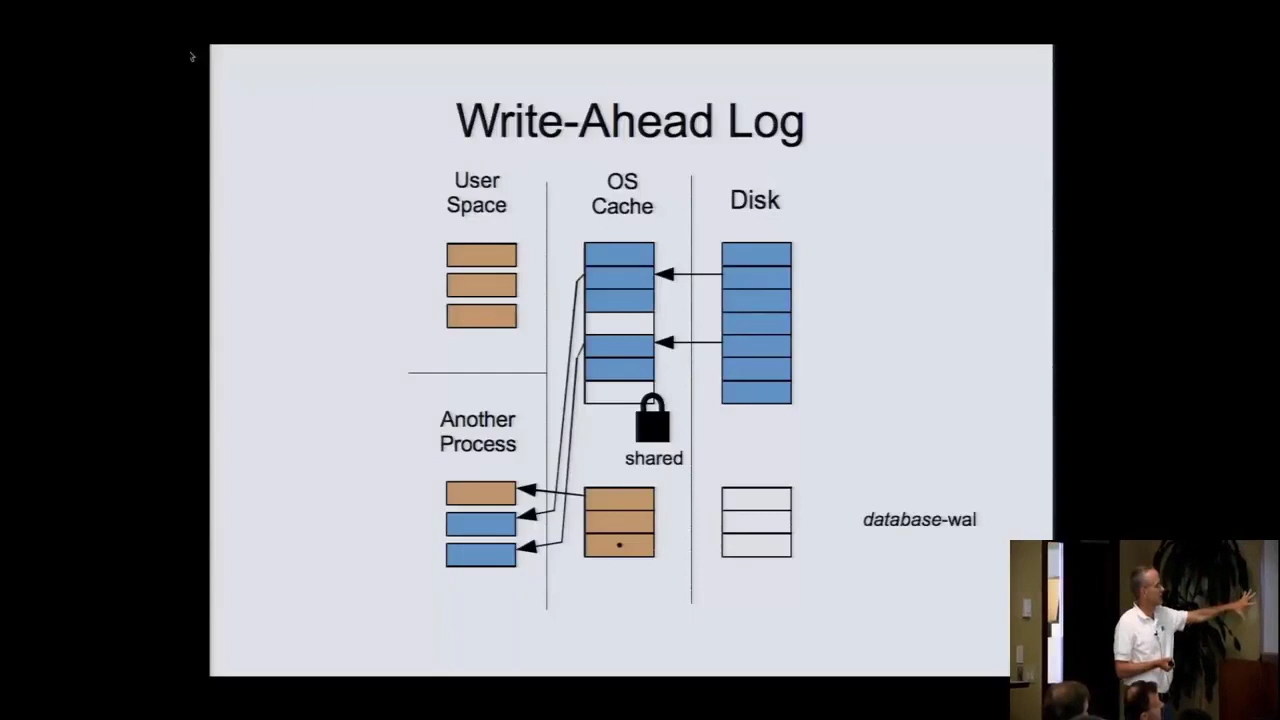 Write-Ahead Log
User
Space
OS
Cache
Disk
Another
Process
shared
database-wal